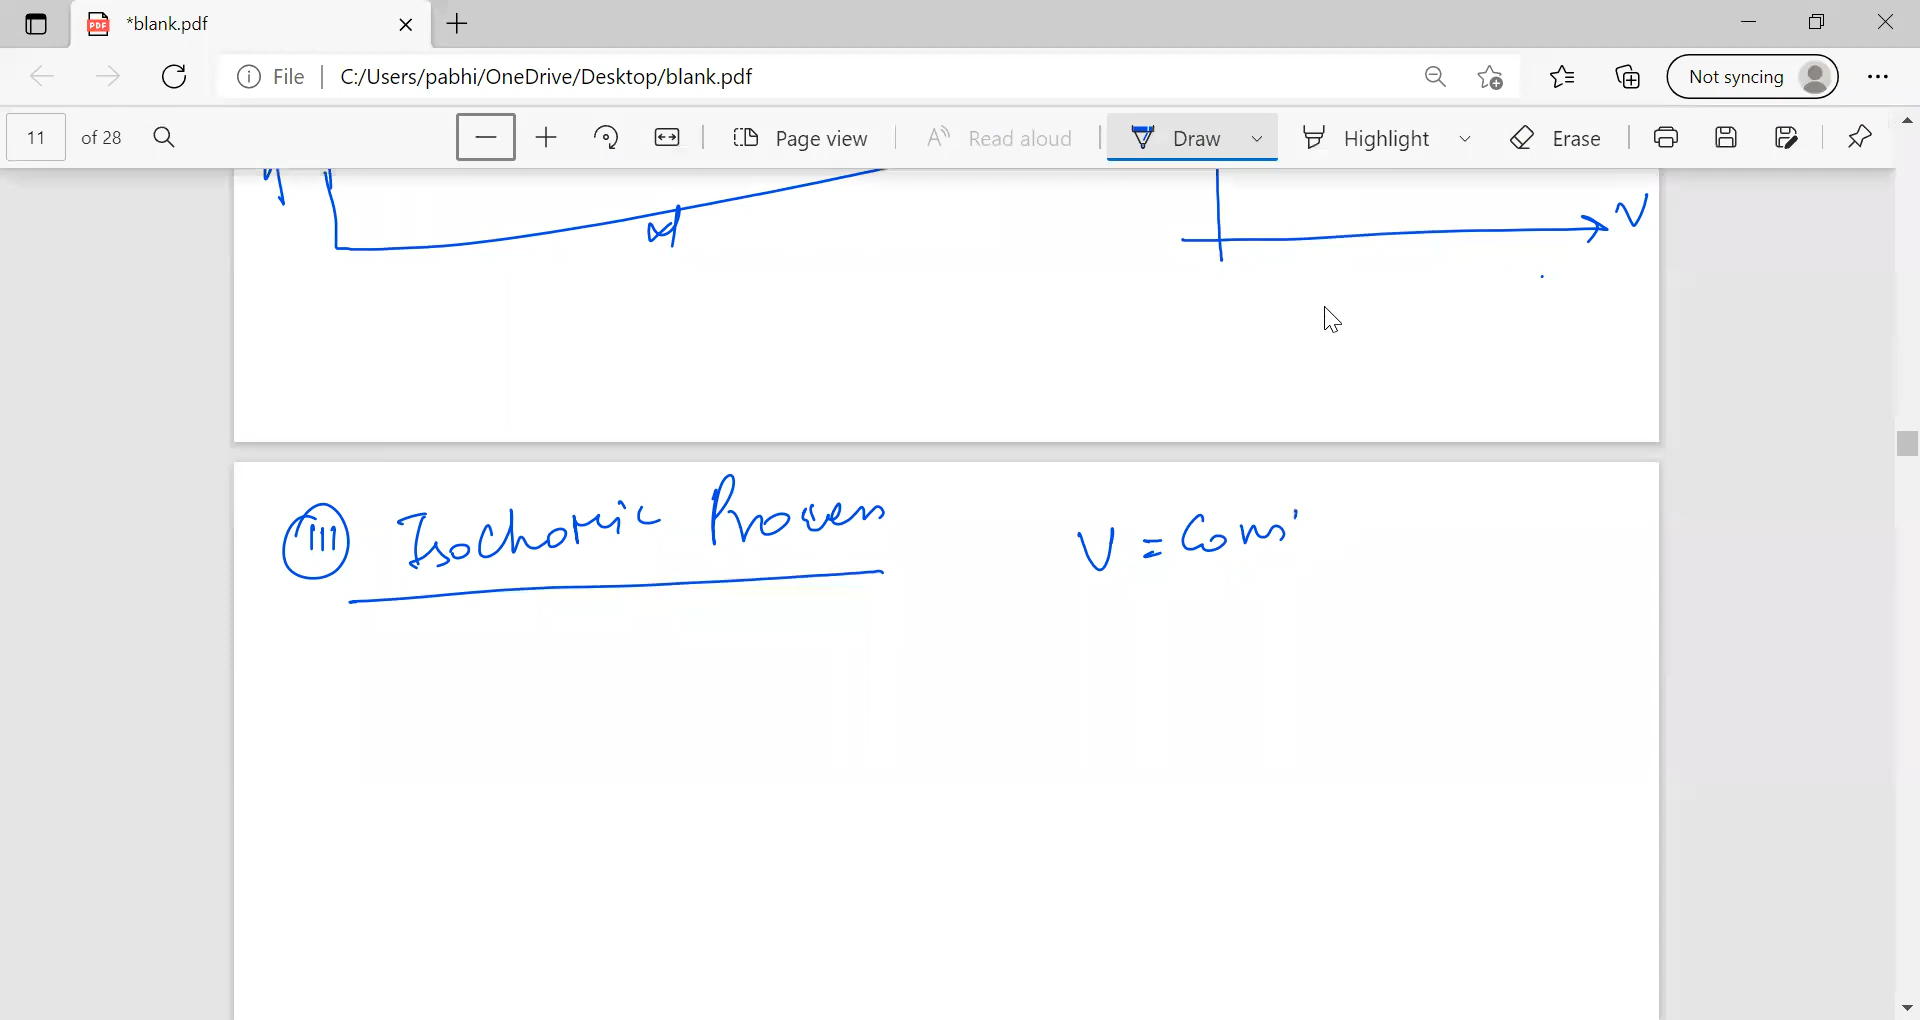 *blank.pdf
File C:/Users/pabhi/OneDrive/Desktop/blank.pdf Not syncing
11 of 28 Page view Read aloud Draw Highlight Erase
V
III Isochoric Process V = Cons'